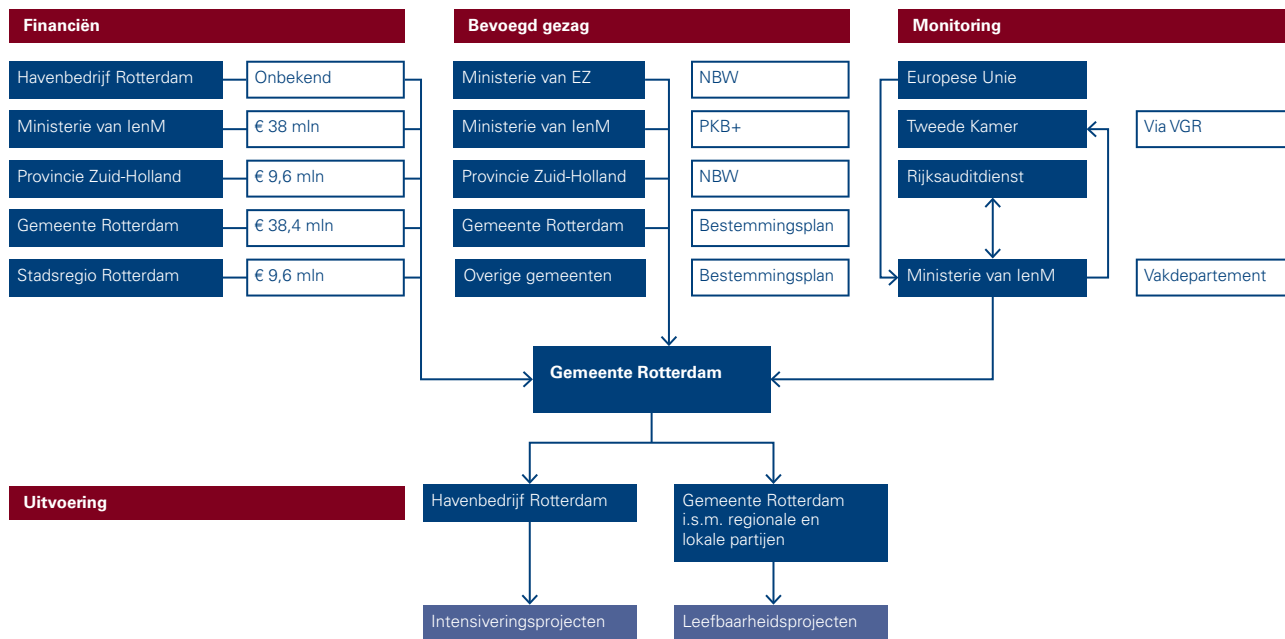 Financiën
Bevoegd gezag
Monitoring
Havenbedrijf Rotterdam
Onbekend
Ministerie van EZ
NBW
Europese Unie
Ministerie van IenM
€ 38 mln
Ministerie van IenM
PKB+
Tweede Kamer
Via VGR
Provincie Zuid-Holland
€ 9,6 mln
Provincie Zuid-Holland
NBW
Rijksauditdienst
Gemeente Rotterdam
€ 38,4 mln
Gemeente Rotterdam
Bestemmingsplan
Stadsregio Rotterdam
€ 9,6 mln
Overige gemeenten
Bestemmingsplan
Ministerie van IenM
Vakdepartement
Gemeente Rotterdam
Uitvoering
Havenbedrijf Rotterdam
Gemeente Rotterdam
i.s.m. regionale en
lokale partijen
Intensiveringsprojecten
Leefbaarheidsprojecten